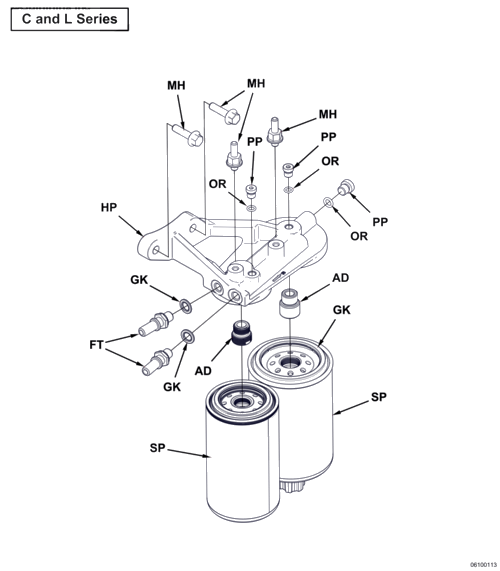 C and L Series
MH
MH
MH
PP
PP
OR
OR
HP
PP
OR
GK
AD
GK
FT
AD
GK
SP
SP
06100113